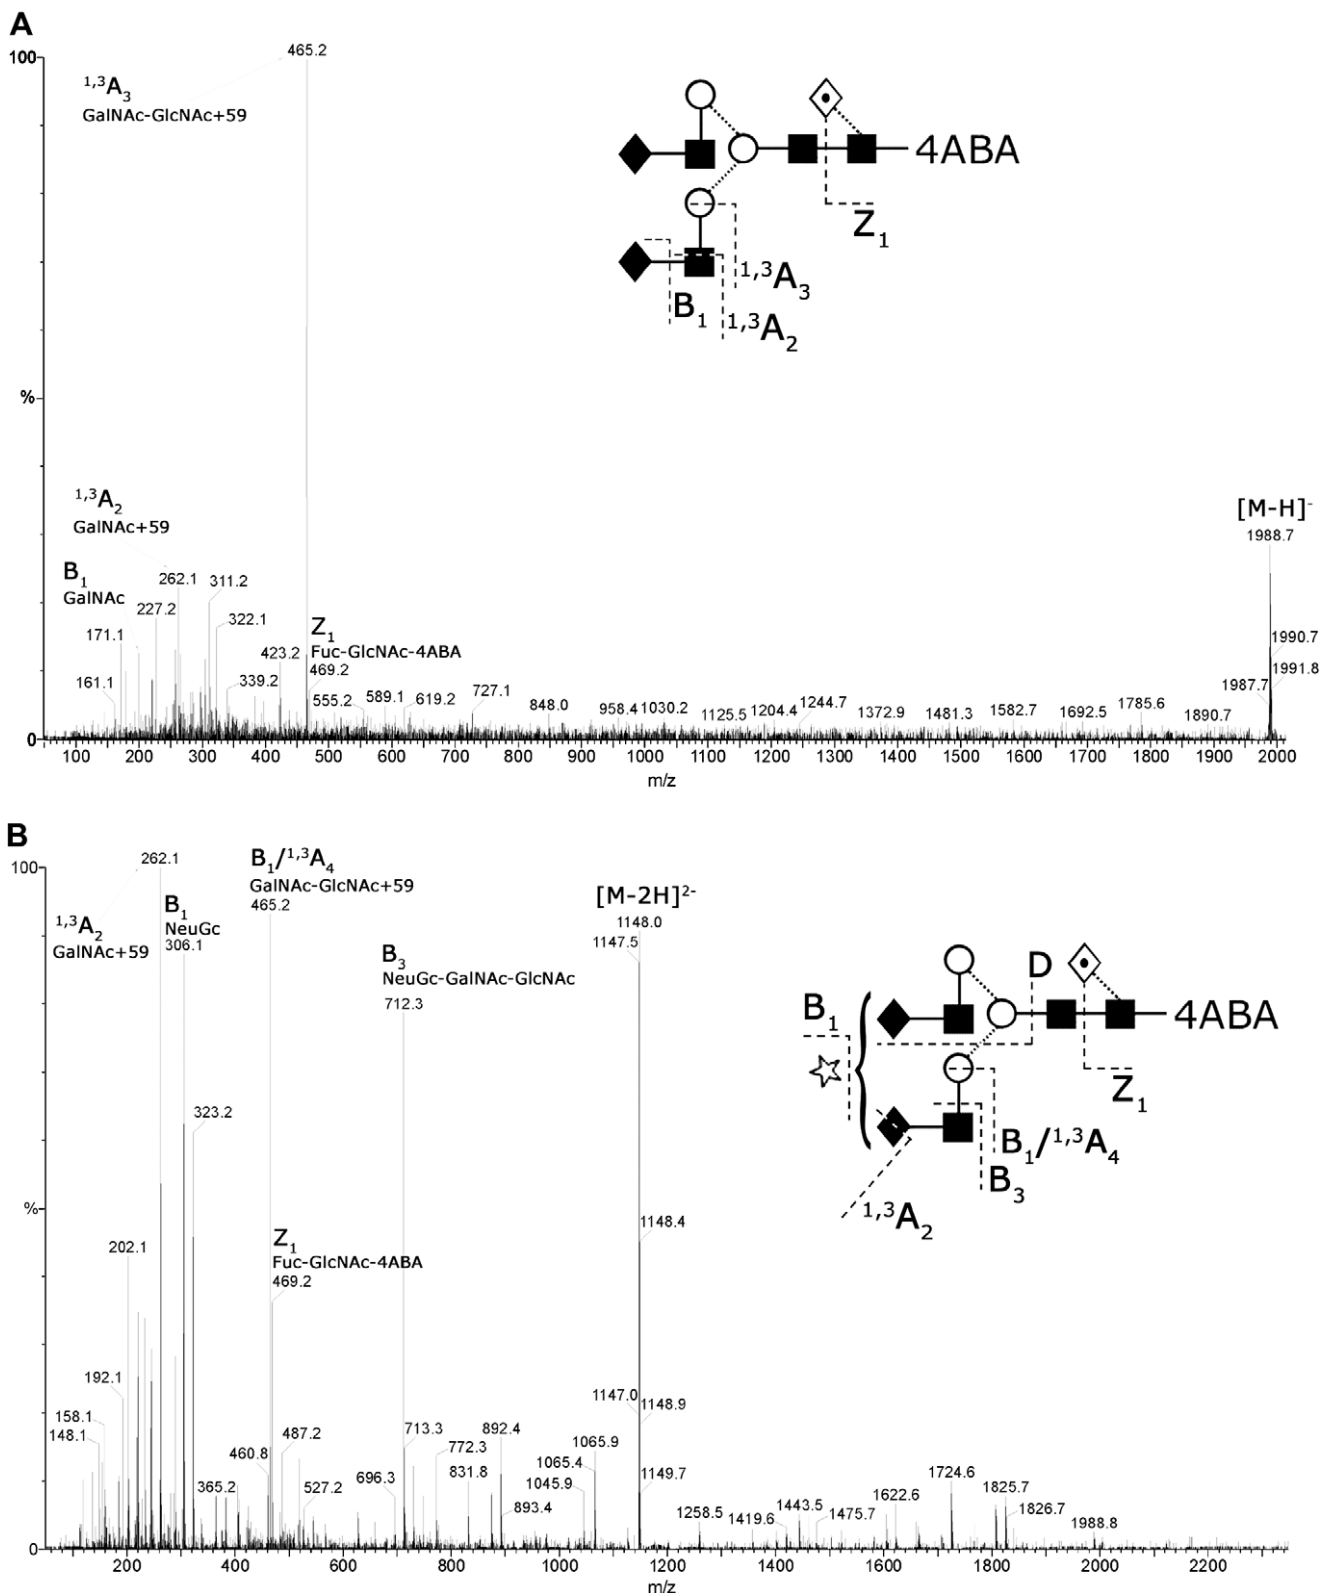 A
100
465.2
1,3A3
GalNAc-GlcNAc+59
4ABA
Z1
1,3A3
B1
1,3A2
%
1,3A2
GalNAc+59
[M-H]-
1988.7
B1
GalNAc
262.1
311.2
227.2
322.1
171.1
Z1
Fuc-GlcNAc-4ABA
423.2
469.2
339.2
161.1
555.2
589.1
619.2
727.1
848.0
958.4
1030.2
1125.5
1204.4
1244.7
1372.9
1481.3
1582.7
1692.5
1785.6
1890.7
1987.7
1990.7
1991.8
0
100 200 300 400 500 600 700 800 900 1000 1100 1200 1300 1400 1500 1600 1700 1800 1900 2000
m/z
B
262.1
100
B1/1,3A4
GalNAc-GlcNAc+59
465.2
[M-2H]2-
1148.0
1147.5
1,3A2
GalNAc+59
B1
NeuGc
306.1
B3
NeuGc-GalNAc-GlcNAc
712.3
D
B1
4ABA
Z1
B1/1,3A4
B3
1,3A2
323.2
%
202.1
Z1
Fuc-GlcNAc-4ABA
469.2
1148.4
192.1
158.1
148.1
460.8
487.2
365.2
527.2
696.3
713.3
772.3
831.8
892.4
893.4
1045.9
1065.4
1065.9
1147.0
1148.9
1149.7
1258.5
1419.6
1443.5
1475.7
1622.6
1724.6
1825.7
1826.7
1988.8
0
200 400 600 800 1000 1200 1400 1600 1800 2000 2200
m/z